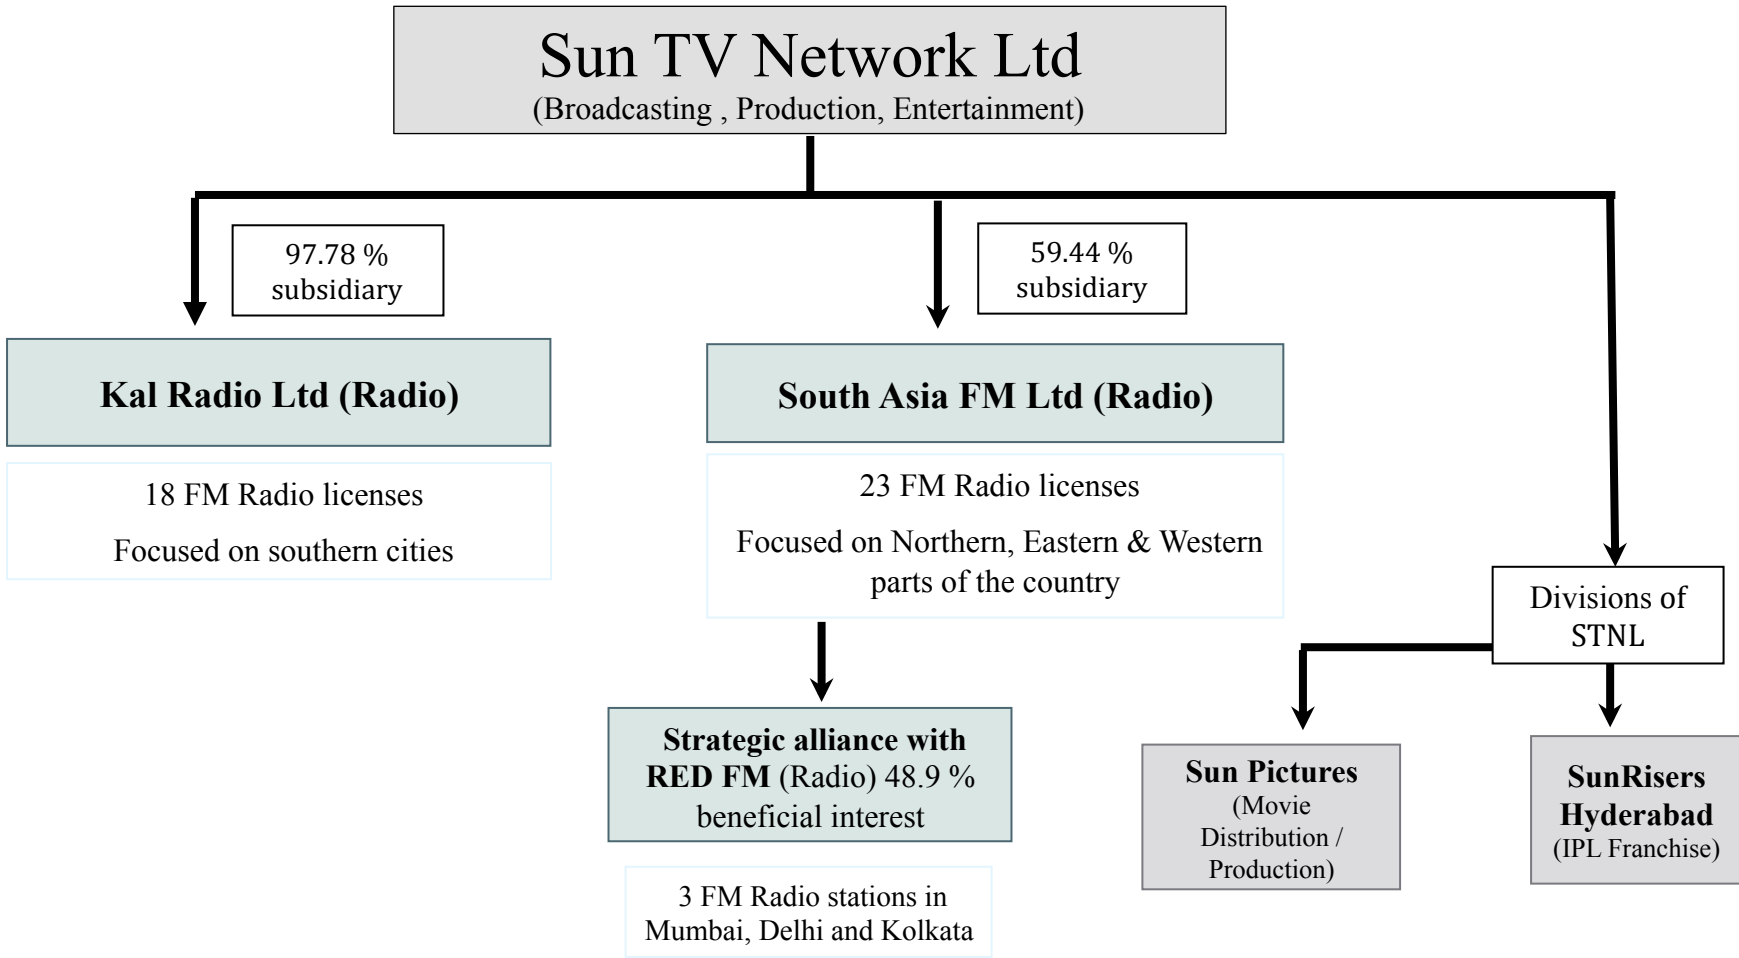 Sun TV Network Ltd
(Broadcasting , Production, Entertainment)
97.78 %
subsidiary
59.44 %
subsidiary
Kal Radio Ltd (Radio)
South Asia FM Ltd (Radio)
18 FM Radio licenses
Focused on southern cities
23 FM Radio licenses
Focused on Northern, Eastern & Western
parts of the country
Divisions of
STNL
Strategic alliance with
RED FM (Radio) 48.9 %
beneficial interest
3 FM Radio stations in
Mumbai, Delhi and Kolkata
Sun Pictures
(Movie
Distribution /
Production)
SunRisers
Hyderabad
(IPL Franchise)